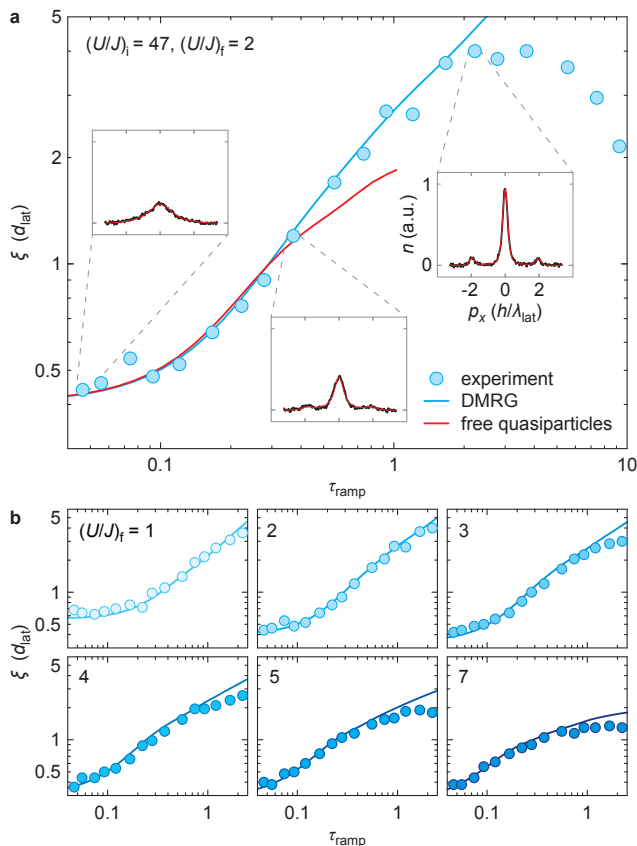 a
(U/J)i = 47, (U/J)f = 2
5
2
1
0.5
ξ (dlat)
0.1
1
10
τramp
n (a.u.)
1
0
-2
0
2
px (h/λlat)
experiment
DMRG
free quasiparticles
b
(U/J)f = 1
2
3
5
1
0.5
4
5
7
5
1
0.5
ξ (dlat)
0.1
1
0.1
1
0.1
1
τramp